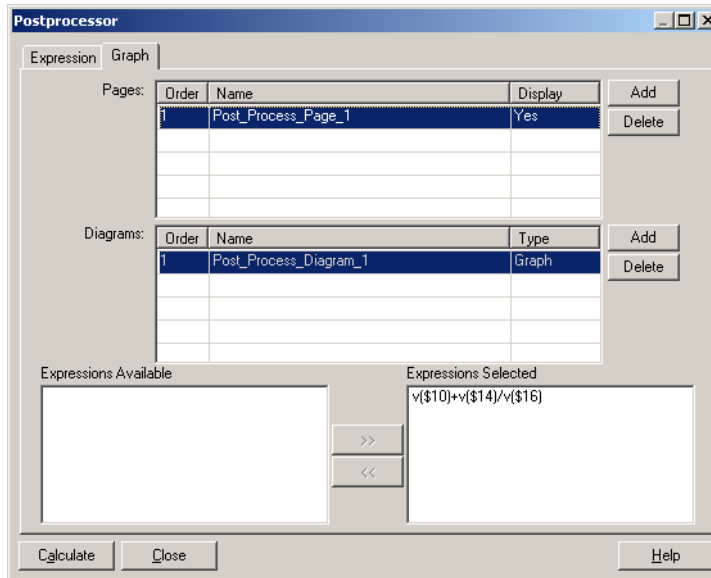 Postprocessor
Expression Graph
Pages:
Order Name Display
1 Post_Process_Page_1 Yes
Add
Delete
Diagrams:
Order Name Type
1 Post_Process_Diagram_1 Graph
Add
Delete
Expressions Available
Expressions Selected
v($10)+v($14)/v($16)
>>
<<
Calculate Close Help